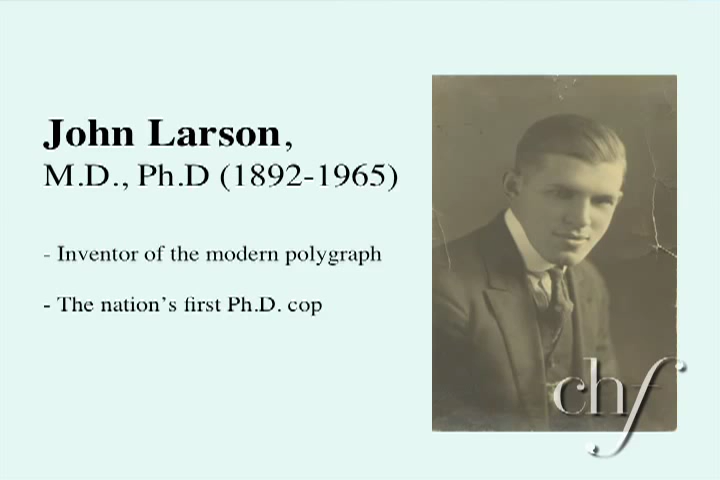 John Larson,
M.D., Ph.D (1892-1965)
- Inventor of the modern polygraph
- The nation's first Ph.D. cop
chf